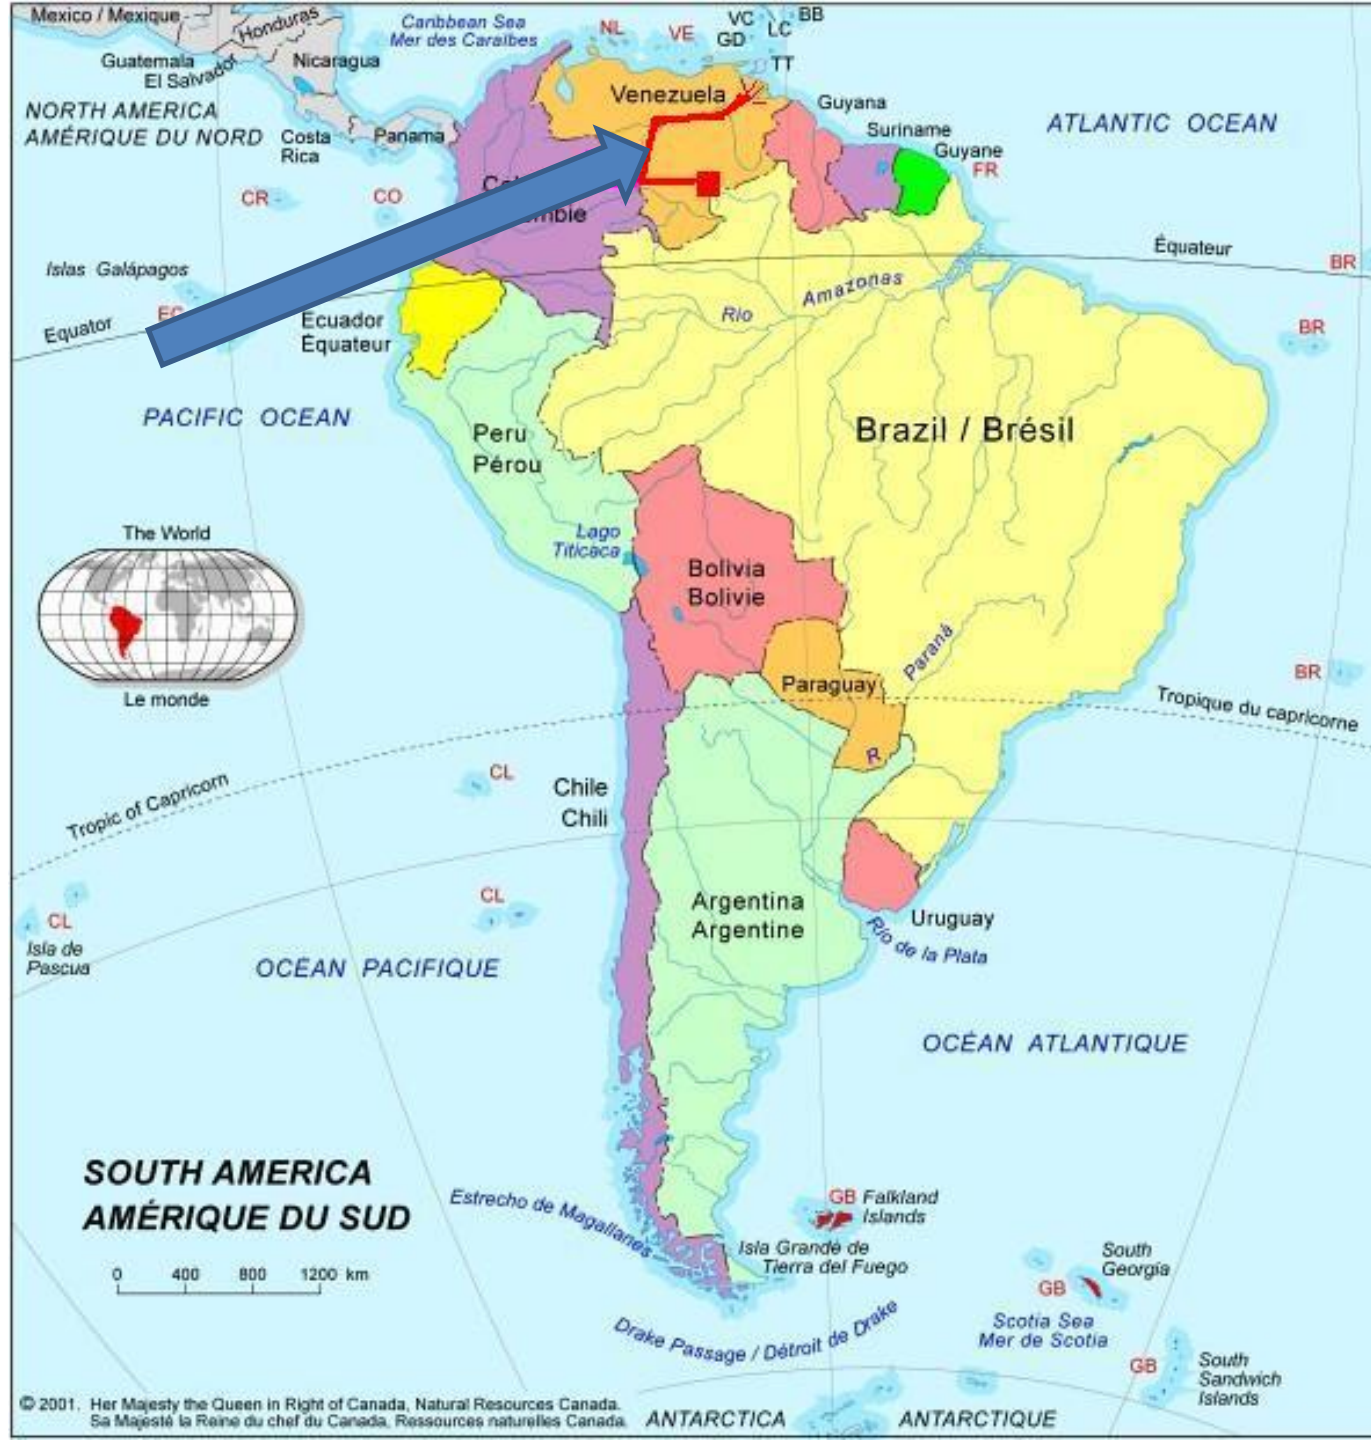 Mexico / Mexique
Honduras
Guatemala
El Salvador
Nicaragua
Caribbean Sea
Mer des Caraïbes
NL
VE
VC
GD
LC
BB
TT
NORTH AMERICA
AMÉRIQUE DU NORD
Costa
Rica
Panama
Venezuela
Guyana
Suriname
Guyane
FR
ATLANTIC OCEAN
CR
CO
Équateur
BR
Islas Galápagos
Equator
Ecuador
Équateur
Rio
Amazonas
BR
PACIFIC OCEAN
Peru
Pérou
Brazil / Brésil
The World
Le monde
Lago
Titicaca
Bolivia
Bolivie
Paraguay
Paraná
R
BR
Tropique du capricorne
Tropic of Capricorn
CL
Chile
Chili
CL
Isla de
Pascua
CL
Argentina
Argentine
Uruguay
Río de la Plata
OCÉAN PACIFIQUE
OCÉAN ATLANTIQUE
SOUTH AMERICA
AMÉRIQUE DU SUD
0 400 800 1200 km
Estrecho de Magallanes
GB Falkland
Islands
Isla Grande de
Tierra del Fuego
South
Georgia
GB
Scotia Sea
Mer de Scotia
Drake Passage / Détroit de Drake
GB
South
Sandwich
Islands
© 2001. Her Majesty the Queen in Right of Canada, Natural Resources Canada.
Sa Majesté la Reine du chef du Canada, Ressources naturelles Canada.
ANTARCTICA
ANTARCTIQUE